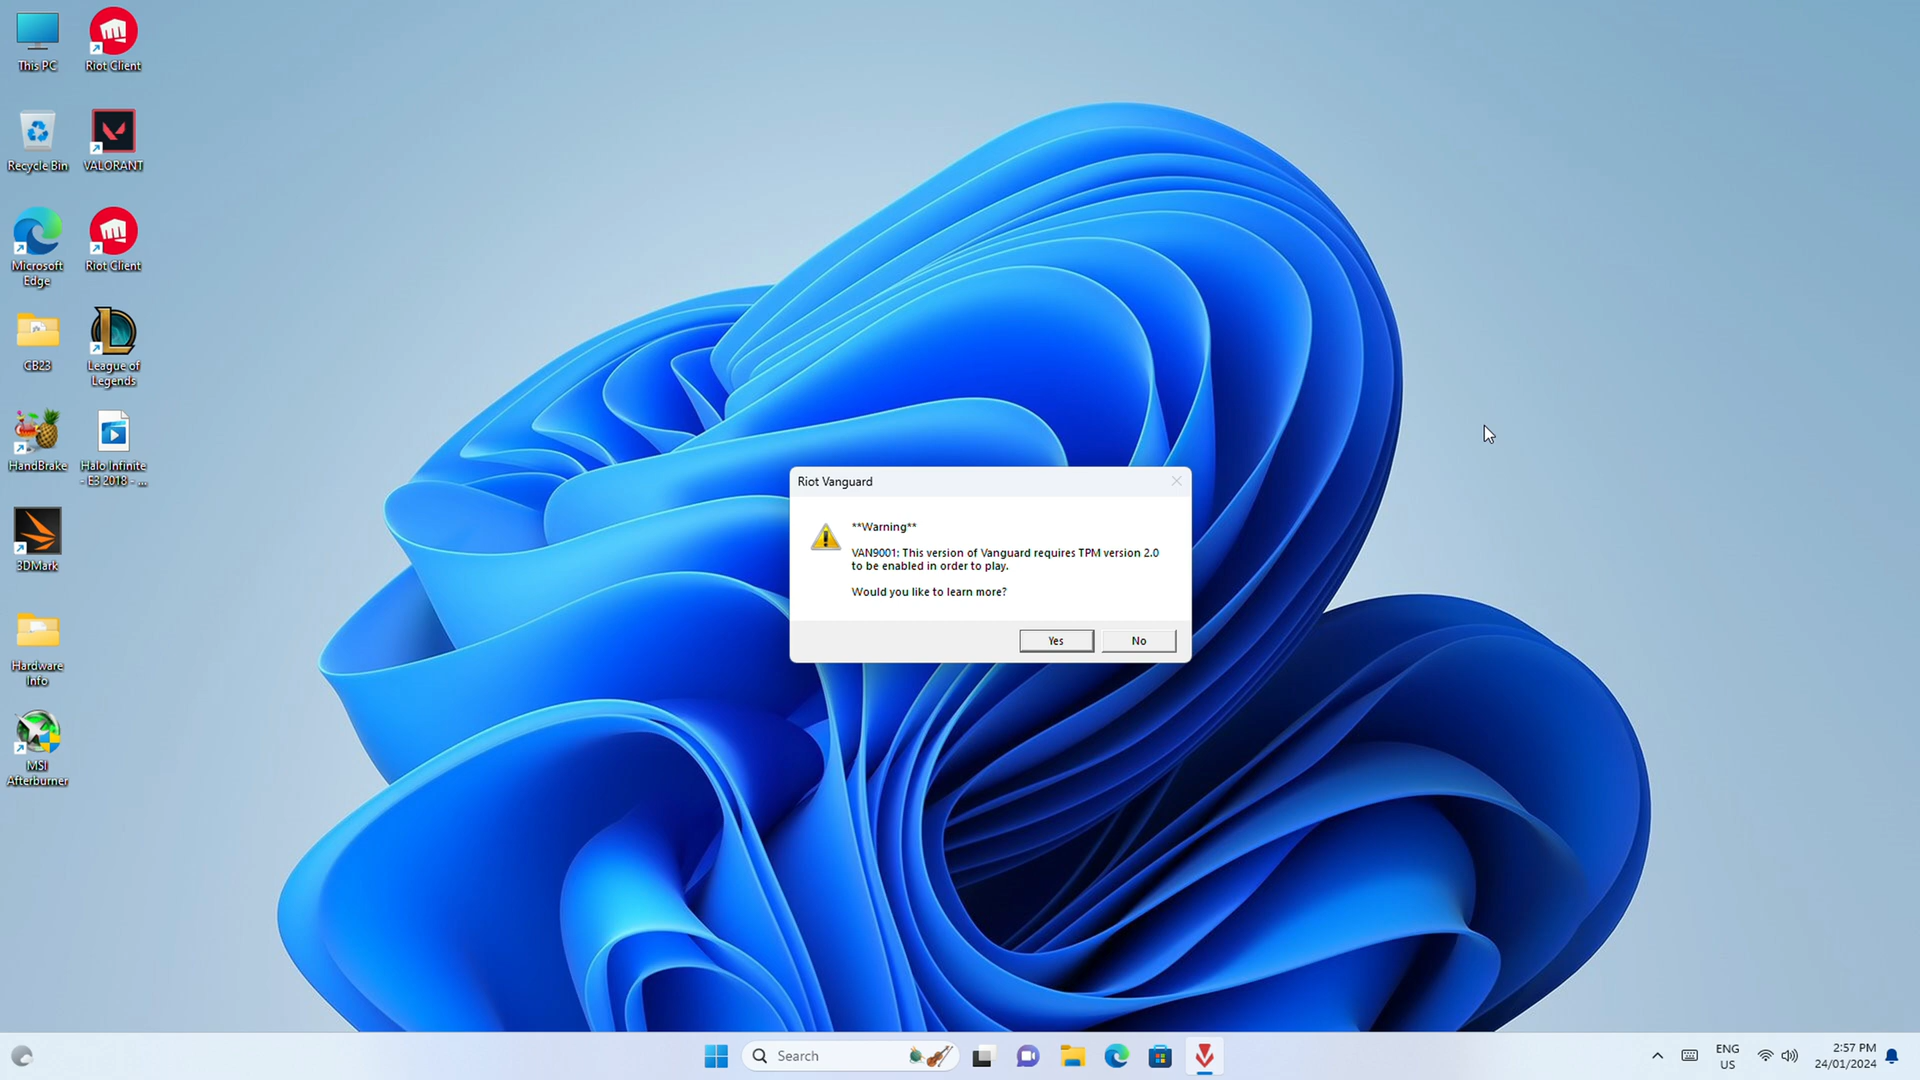 This PC
Riot Client
Recycle Bin
VALORANT
Microsoft
Edge
Riot Client
CB23
League of
Legends
HandBrake
Halo Infinite
- E3 2018 - ...
3DMark
Hardware
Info
MSI
Afterburner
Riot Vanguard
**Warning**
VAN9001: This version of Vanguard requires TPM version 2.0
to be enabled in order to play.
Would you like to learn more?
Yes
No
Search
ENG
US
2:57 PM
24/01/2024